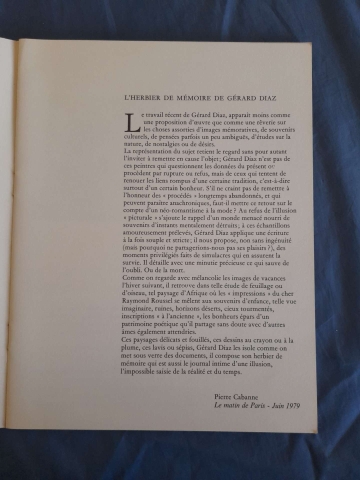 L'HERBIER DE MÉMOIRE DE GÉRARD DIAZ
Le travail récent de Gérard Diaz, apparaît moins comme
une proposition d'œuvre que comme une rêverie sur
les choses assorties d'images mémoratives, de souvenirs
culturels, de pensées parfois un peu ambiguës, d'études sur la
nature, de nostalgies ou de désirs.
La représentation du sujet retient le regard sans pour autant
l'inviter à remettre en cause l'objet; Gérard Diaz n'est pas de
ces peintres qui questionnent les données du présent ou
procèdent par rupture ou refus, mais de ceux qui tentent de
renouer les liens rompus d'une certaine tradition, c'est-à-dire
surtout d'un certain bonheur. S'il ne craint pas de remettre à
l'honneur des « procédés » longtemps abandonnés, et qui
peuvent paraître anachroniques, faut-il mettre ce retour sur le
compte d'un néo-romantisme à la mode? Au refus de l'illusion
« picturale » s'ajoute le rappel d'un monde menacé nourri de
souvenirs d'instants mentalement détruits; à ces échantillons
amoureusement prélevés, Gérard Diaz applique une écriture
à la fois souple et stricte; il nous propose, non sans ingénuité
(mais pourquoi ne partagerions-nous pas ses plaisirs?), des
moments privilégiés faits de simulacres qui entrent en
survie. Il détaille avec une minutie précieuse ce qui sauve de
l'oubli. Ou de la mort.
Comme on regarde avec mélancolie les images de vacances
l'hiver suivant, il retrouve dans telle étude de feuillage ou
d'oiseau, tel paysage d'Afrique où les « impressions » du cher
Raymond Roussel se mêlent aux souvenirs d'enfance, telle vue
imaginaire, ruines, horizons déserts, cieux tourmentés,
inscriptions « à l'ancienne », les bonheurs épars d'un
patrimoine poétique qu'il partage sans doute avec d'autres
âmes également attendries.
Ces paysages délicats et fouillés, ces dessins au crayon ou à la
plume, ces lavis ou sépias, Gérard Diaz les isole comme on
met sous verre des documents, il compose son herbier de
mémoire qui est aussi le journal intime d'une illusion,
l'impossible saisie de la réalité et du temps.
Pierre Cabanne
Le matin de Paris - Juin 1979